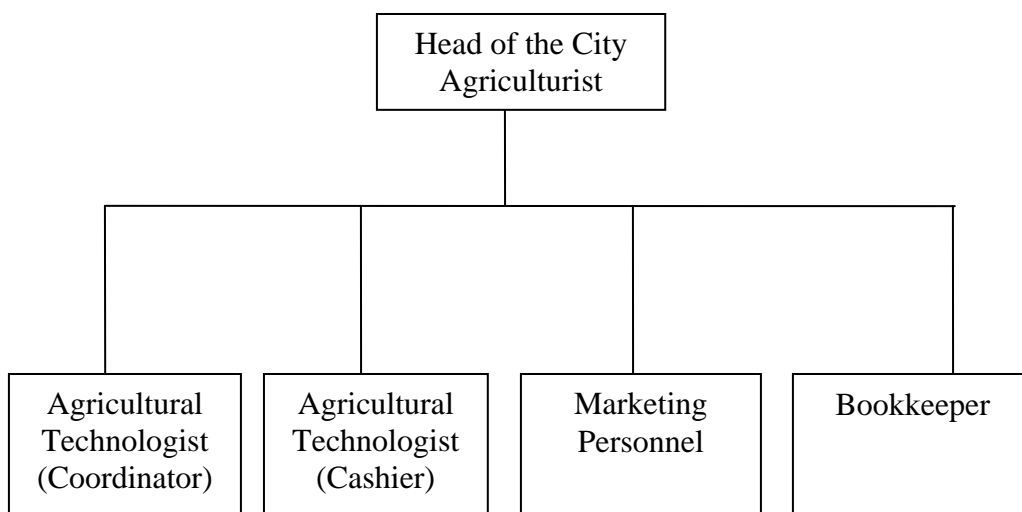 Head of the City
Agriculturist
Agricultural
Technologist
(Coordinator)
Agricultural
Technologist
(Cashier)
Marketing
Personnel
Bookkeeper